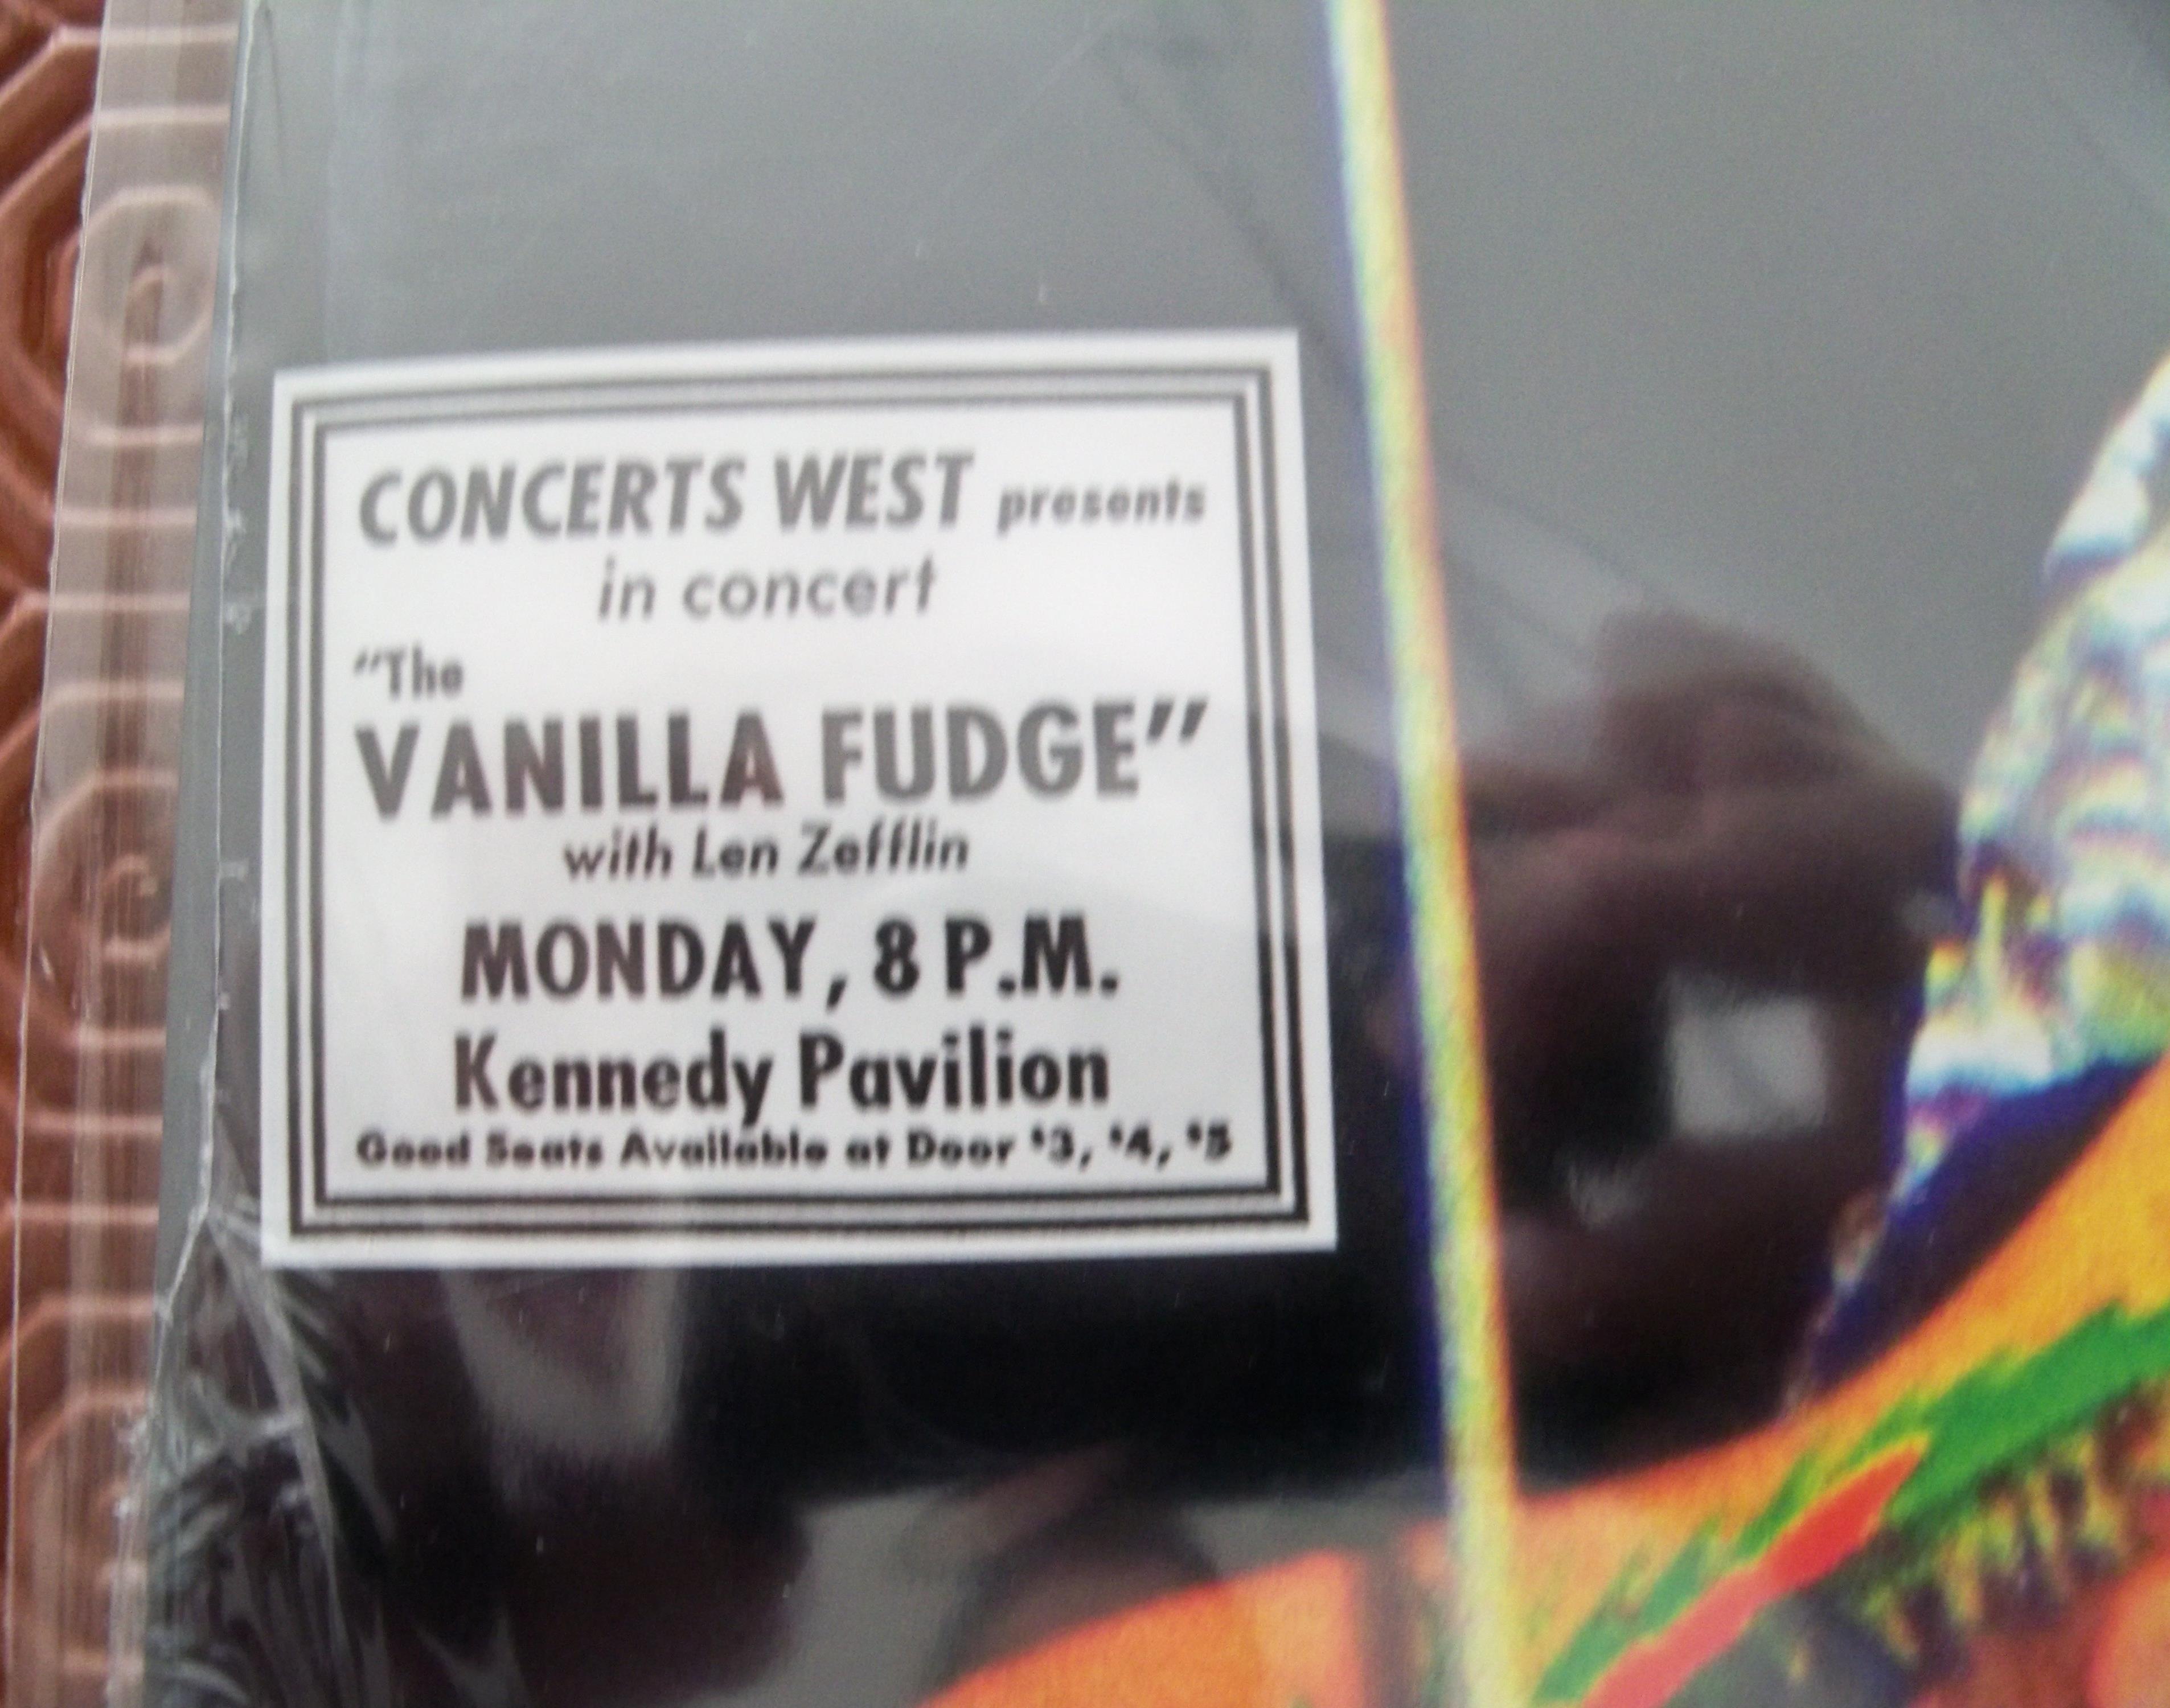 CONCERTS WEST presents
in concert
"The
VANILLA FUDGE"
with Len Zefflin
MONDAY, 8 P.M.
Kennedy Pavilion
Good Seats Available at Door $3, $4, $5